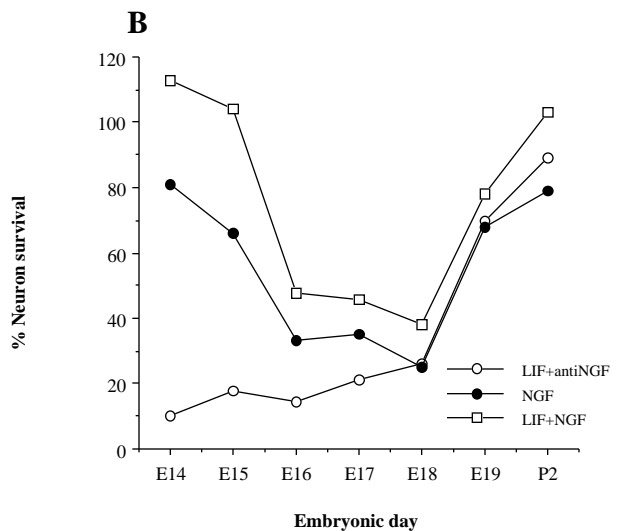 B
120
100
80
60
40
20
0
% Neuron survival
E14 E15 E16 E17 E18 E19 P2
Embryonic day
LIF+antiNGF
NGF
LIF+NGF